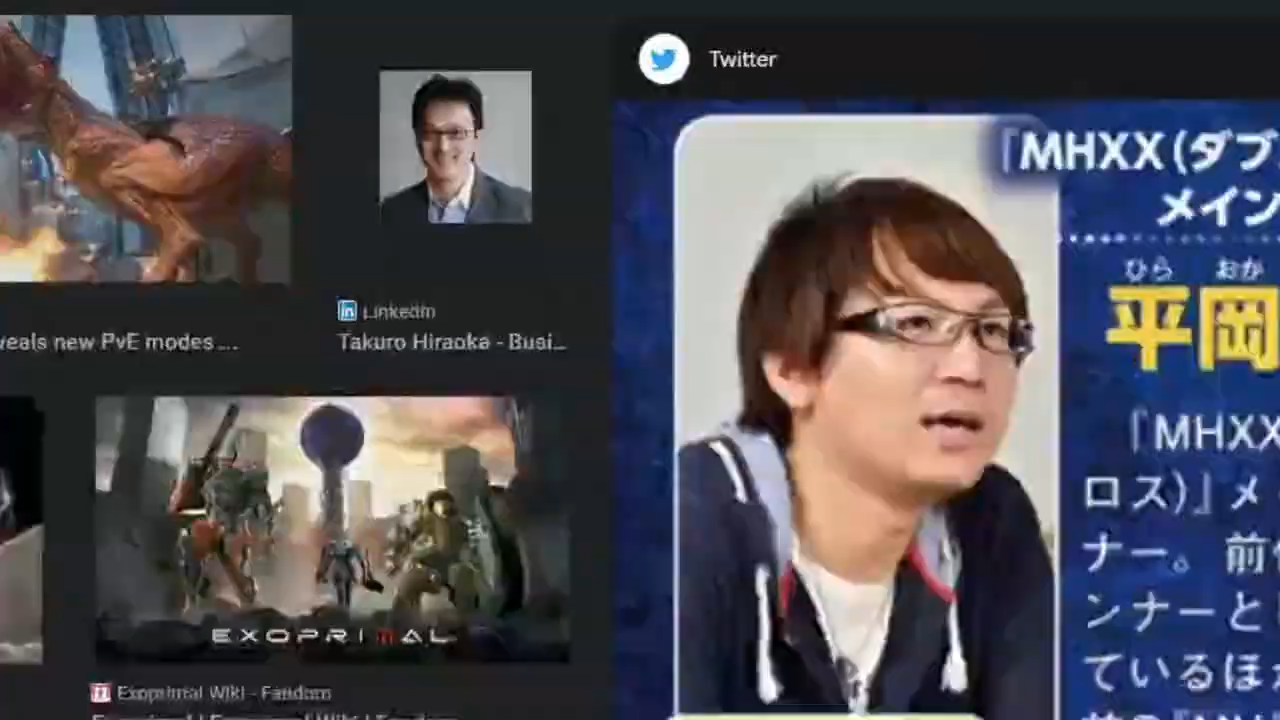 Twitter
『MHXX(ダブ
メイン
ひら おか
平岡
『MHXX
ロス)』メ
ナー。前
ンナーと
ているほ
LinkedIn
Takuro Hiraoka - Busi...
veals new PvE modes ...
EXOPRIMAL
Exoprimal Wiki - Fandom